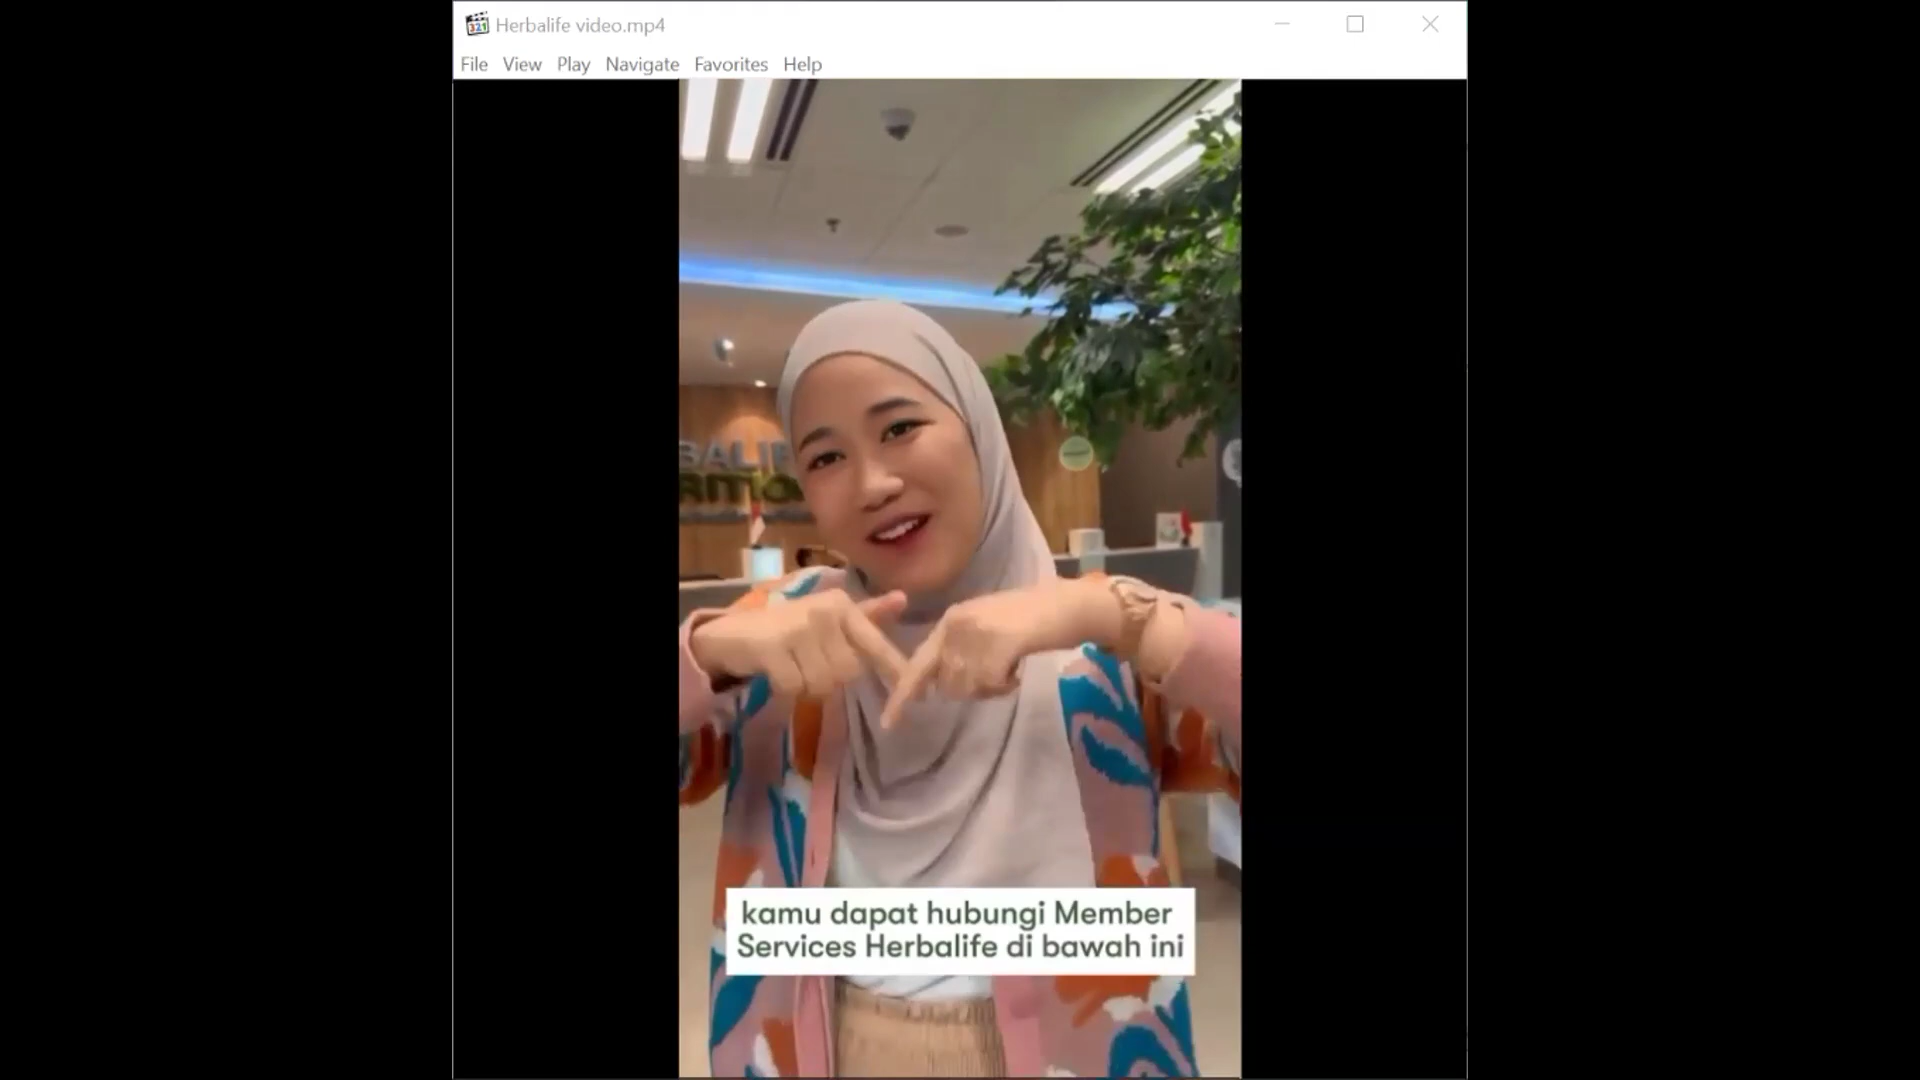 Herbalife video.mp4
File View Play Navigate Favorites Help
kamu dapat hubungi Member
Services Herbalife di bawah ini